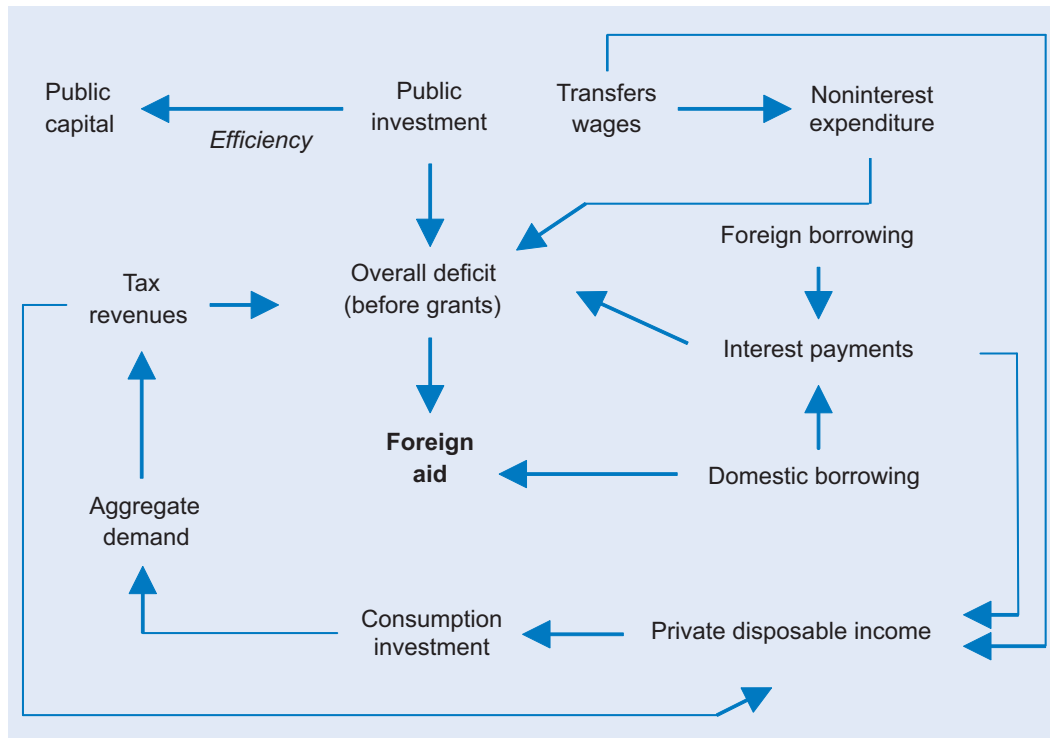 Public
capital
Efficiency
Public
investment
Transfers
wages
Noninterest
expenditure
Foreign borrowing
Tax
revenues
Overall deficit
(before grants)
Interest payments
Foreign
aid
Domestic borrowing
Aggregate
demand
Consumption
investment
Private disposable income